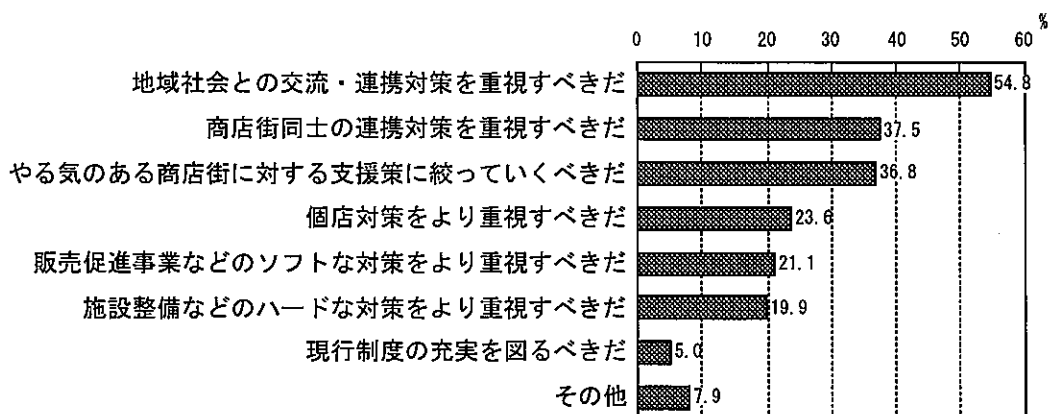 %
0 10 20 30 40 50 60
地域社会との交流・連携対策を重視すべきだ 54.8
商店街同士の連携対策を重視すべきだ 37.5
やる気のある商店街に対する支援策に絞っていくべきだ 36.8
個店対策をより重視すべきだ 23.6
販売促進事業などのソフトな対策をより重視すべきだ 21.1
施設整備などのハードな対策をより重視すべきだ 19.9
現行制度の充実を図るべきだ 5.0
その他 7.9